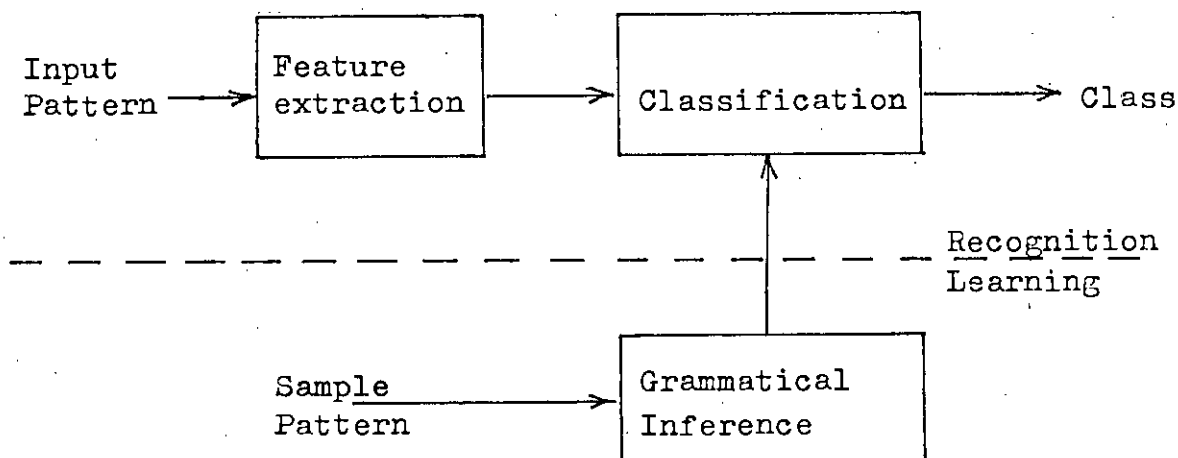 Input
Pattern
Feature
extraction
Classification
Class
Recognition
Learning
Sample
Pattern
Grammatical
Inference